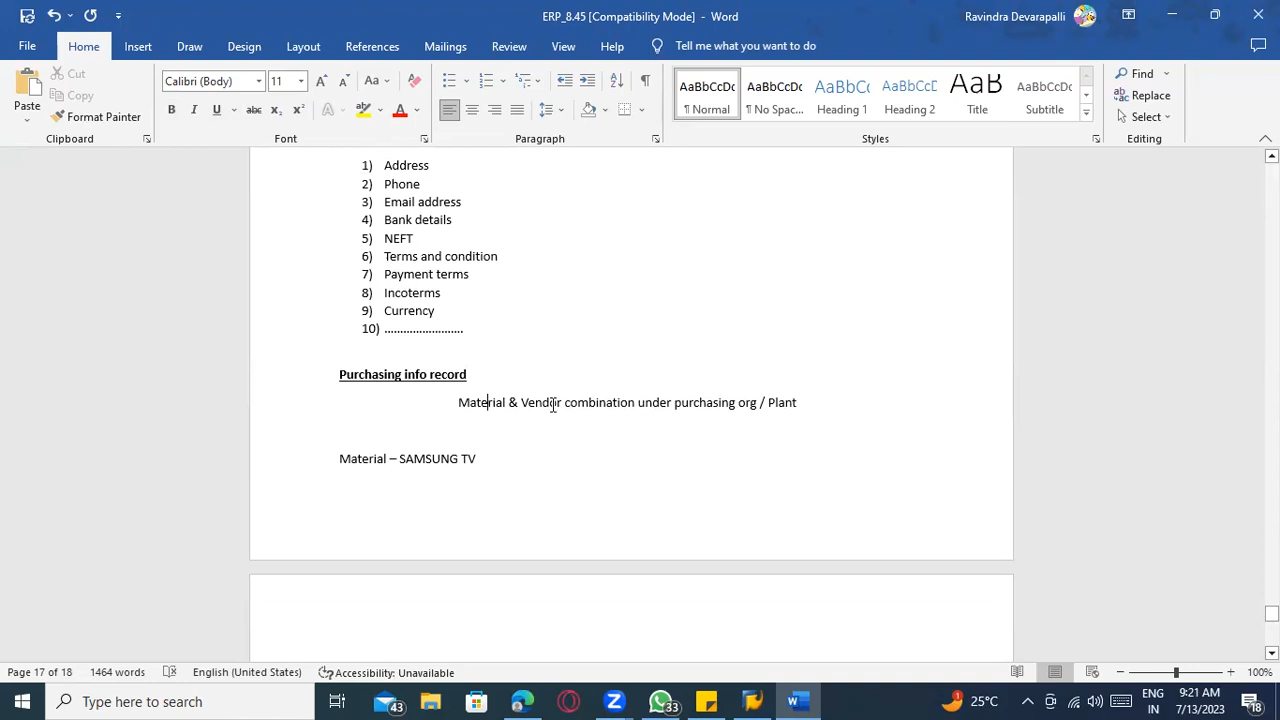 ERP_8.45 [Compatibility Mode] - Word
Ravindra Devarapalli
File Home Insert Draw Design Layout References Mailings Review View Help Tell me what you want to do
Paste
Cut
Copy
Format Painter
Clipboard
Calibri (Body) 11
Font
Paragraph
AaBbCcDc AaBbCcDc AaBbC AaBbCcC AaB AaBbCcD
¶ Normal ¶ No Spac... Heading 1 Heading 2 Title Subtitle
Styles
Find
Replace
Select
Editing
1) Address
2) Phone
3) Email address
4) Bank details
5) NEFT
6) Terms and condition
7) Payment terms
8) Incoterms
9) Currency
10) ........................
Purchasing info record
Material & Vendor combination under purchasing org / Plant
Material – SAMSUNG TV
Page 17 of 18 1464 words English (United States) Accessibility: Unavailable 100%
Type here to search
43
33
25°C
ENG
IN
9:21 AM
7/13/2023
18